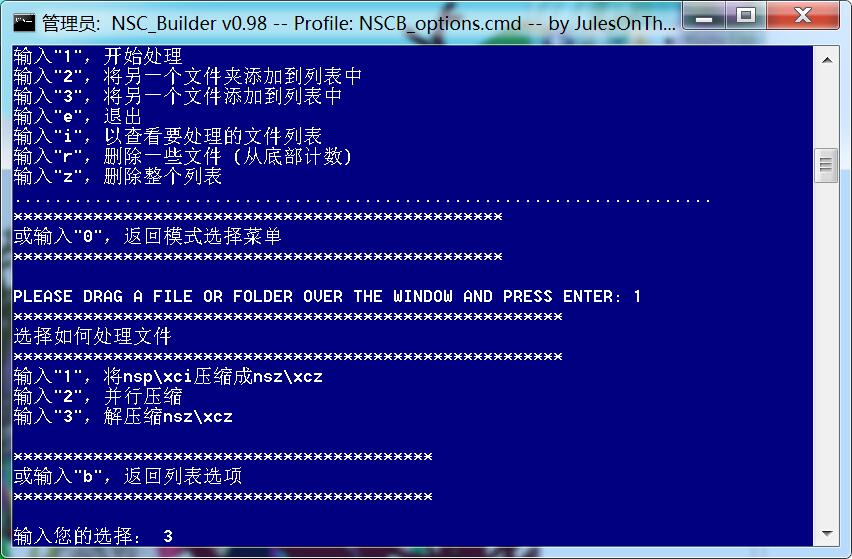 管理员: NSC_Builder v0.98 -- Profile: NSCB_options.cmd -- by JulesOnTh...
输入"1"，开始处理
输入"2"，将另一个文件夹添加到列表中
输入"3"，将另一个文件添加到列表中
输入"e"，退出
输入"i"，以查看要处理的文件列表
输入"r"，删除一些文件 (从底部计数)
输入"z"，删除整个列表
......................................................................
*************************************************
或输入"0"，返回模式选择菜单
*************************************************
PLEASE DRAG A FILE OR FOLDER OVER THE WINDOW AND PRESS ENTER: 1
*******************************************************
选择如何处理文件
*******************************************************
输入"1"，将nsp\xci压缩成nsz\xcz
输入"2"，并行压缩
输入"3"，解压缩nsz\xcz
******************************************
或输入"b"，返回列表选项
******************************************
输入您的选择： 3